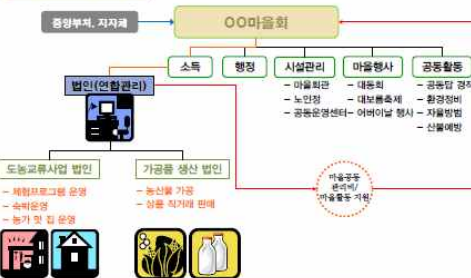 중앙부처, 지자체
OO마을회
소득
행정
시설관리
마을행사
공동활동
법인(연합관리)
- 마을회관
- 노인정
- 공동운영센터
- 대동회
- 대보름축제
- 어버이날 행사
- 공동답 경작
- 환경정비
- 자율방범
- 산불예방
도농교류사업 법인
- 체험프로그램 운영
- 숙박운영
- 농가 맛 집 운영
가공품 생산 법인
- 농산물 가공
- 상품 직거래 판매
마을공동
관리비/
마을활동 지원